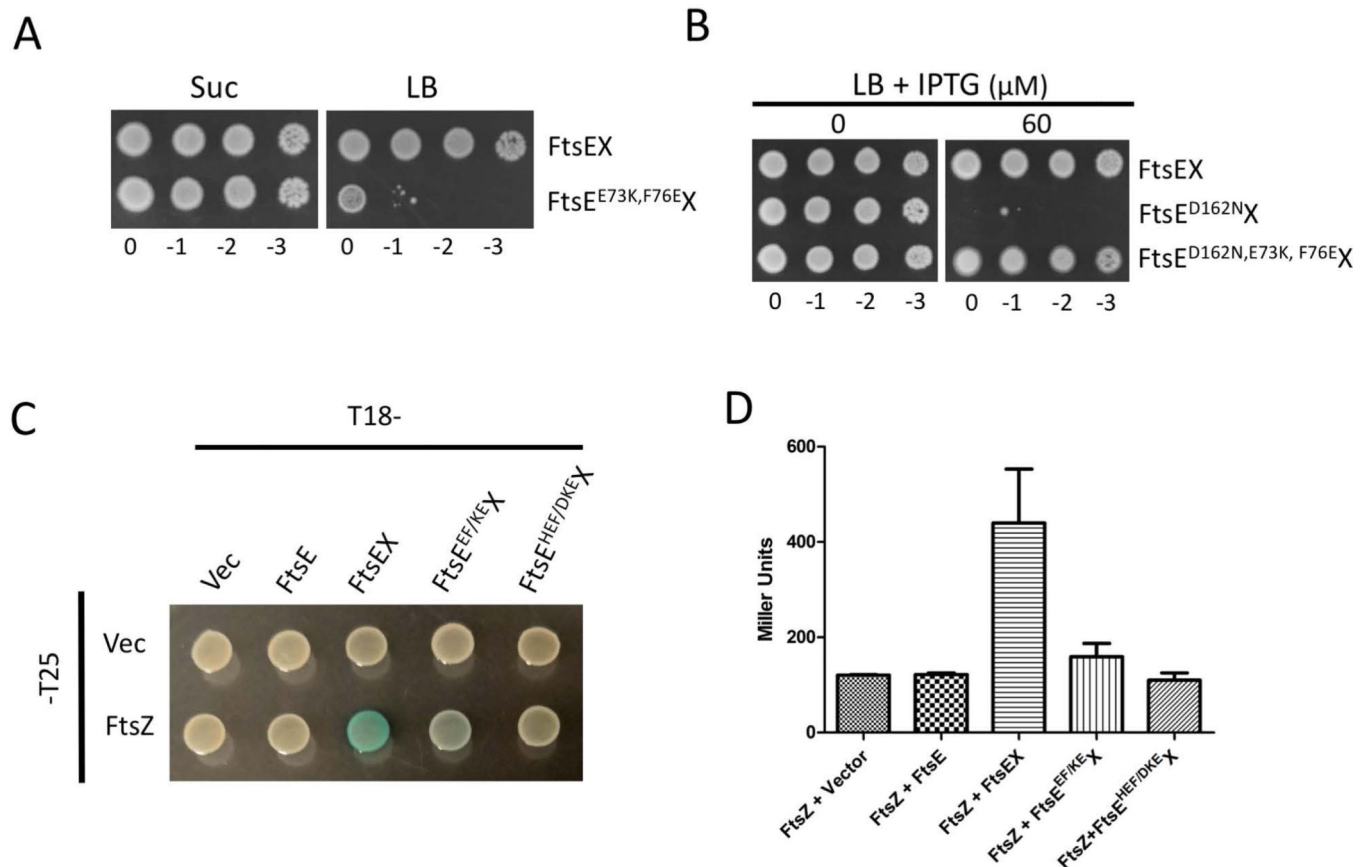 A
Suc LB
FtsEX
FtsE^E73K,F76E X
0 -1 -2 -3 0 -1 -2 -3
B
LB + IPTG (μM)
0 60
FtsEX
FtsE^D162N X
FtsE^D162N,E73K, F76E X
0 -1 -2 -3 0 -1 -2 -3
C
T18-
Vec FtsE FtsEX FtsE^EF/KE X FtsE^HEF/DKE X
-T25
Vec
FtsZ
D
Miller Units
600
400
200
0
FtsZ + Vector
FtsZ + FtsE
FtsZ + FtsEX
FtsZ + FtsE^EF/KE X
FtsZ+FtsE^HEF/DKE X